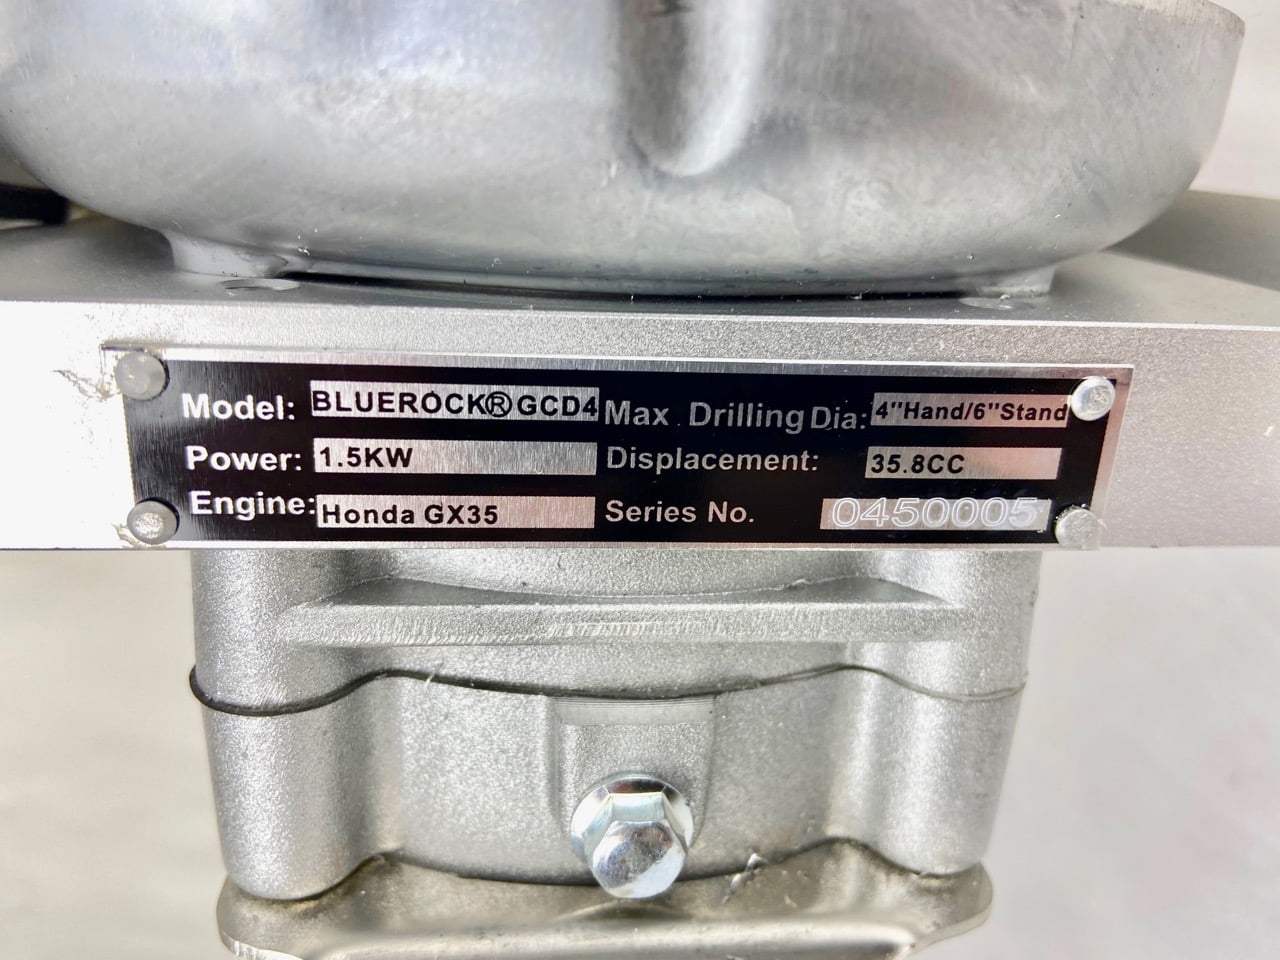 Model: BLUEROCK® GCD4 Max. Drilling Dia: 4"Hand/6"Stand
Power: 1.5KW Displacement: 35.8CC
Engine: Honda GX35 Series No. 0450005